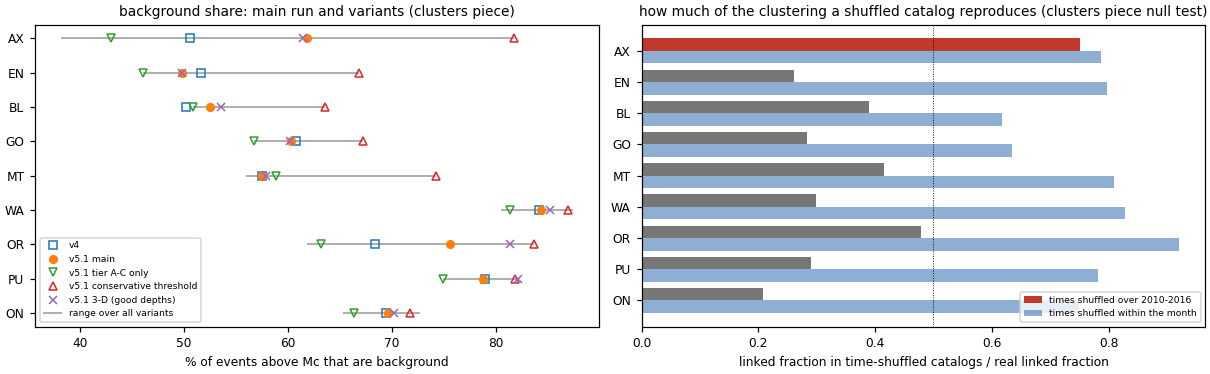 background share: main run and variants (clusters piece)
AX
EN
BL
GO
MT
WA
OR
PU
ON
v4
v5.1 main
v5.1 tier A-C only
v5.1 conservative threshold
v5.1 3-D (good depths)
range over all variants
40 50 60 70 80
% of events above Mc that are background
how much of the clustering a shuffled catalog reproduces (clusters piece null test)
AX
EN
BL
GO
MT
WA
OR
PU
ON
times shuffled over 2010-2016
times shuffled within the month
0.0 0.2 0.4 0.6 0.8
linked fraction in time-shuffled catalogs / real linked fraction